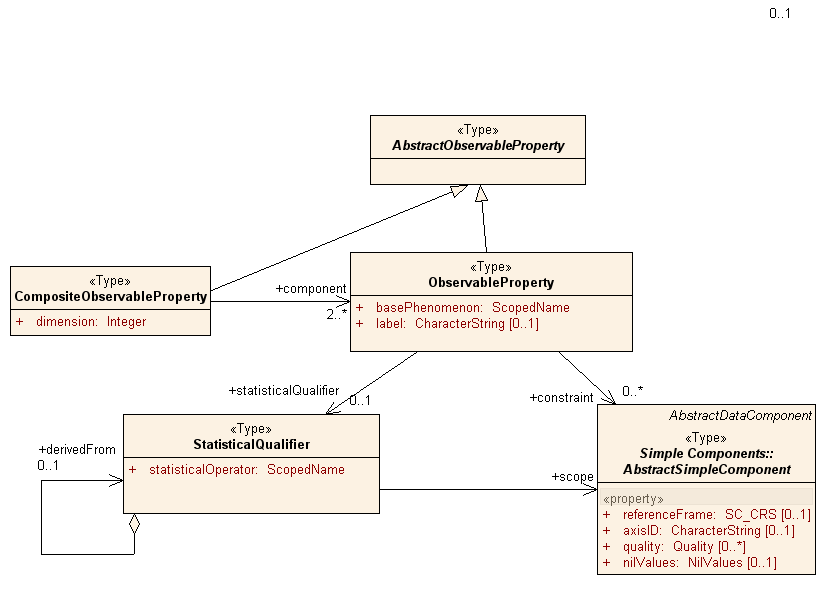 0..1
«Type»
AbstractObservableProperty
«Type»
CompositeObservableProperty
+ dimension: Integer
+component
2..*
«Type»
ObservableProperty
+ basePhenomenon: ScopedName
+ label: CharacterString [0..1]
+statisticalQualifier
0..1
+constraint
0..*
«Type»
StatisticalQualifier
+ statisticalOperator: ScopedName
+derivedFrom
0..1
+scope
AbstractDataComponent
«Type»
Simple Components::
AbstractSimpleComponent
«property»
+ referenceFrame: SC_CRS [0..1]
+ axisID: CharacterString [0..1]
+ quality: Quality [0..*]
+ nilValues: NilValues [0..1]